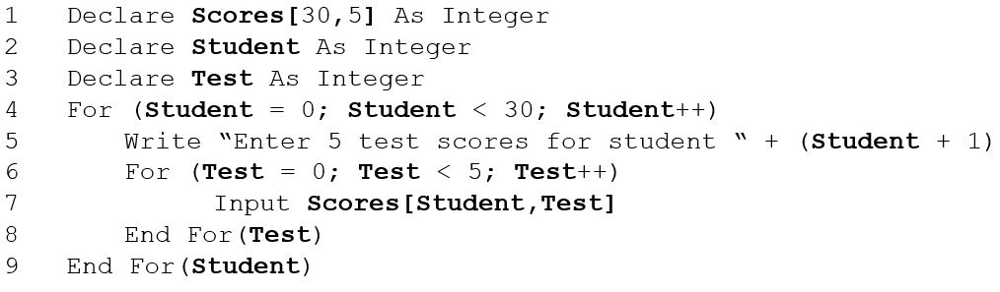 1 Declare Scores[30,5] As Integer
2 Declare Student As Integer
3 Declare Test As Integer
4 For (Student = 0; Student < 30; Student++)
5 Write “Enter 5 test scores for student “ + (Student + 1)
6 For (Test = 0; Test < 5; Test++)
7 Input Scores[Student,Test]
8 End For(Test)
9 End For(Student)